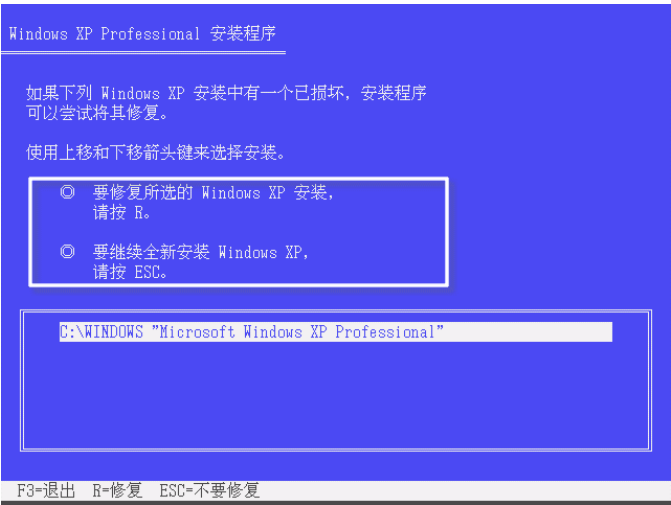 Windows XP Professional 安装程序
如果下列 Windows XP 安装中有一个已损坏，安装程序
可以尝试将其修复。
使用上移和下移箭头键来选择安装。
◎ 要修复所选的 Windows XP 安装，
请按 R。
◎ 要继续全新安装 Windows XP，
请按 ESC。
C:\WINDOWS "Microsoft Windows XP Professional"
F3=退出 R=修复 ESC=不要修复